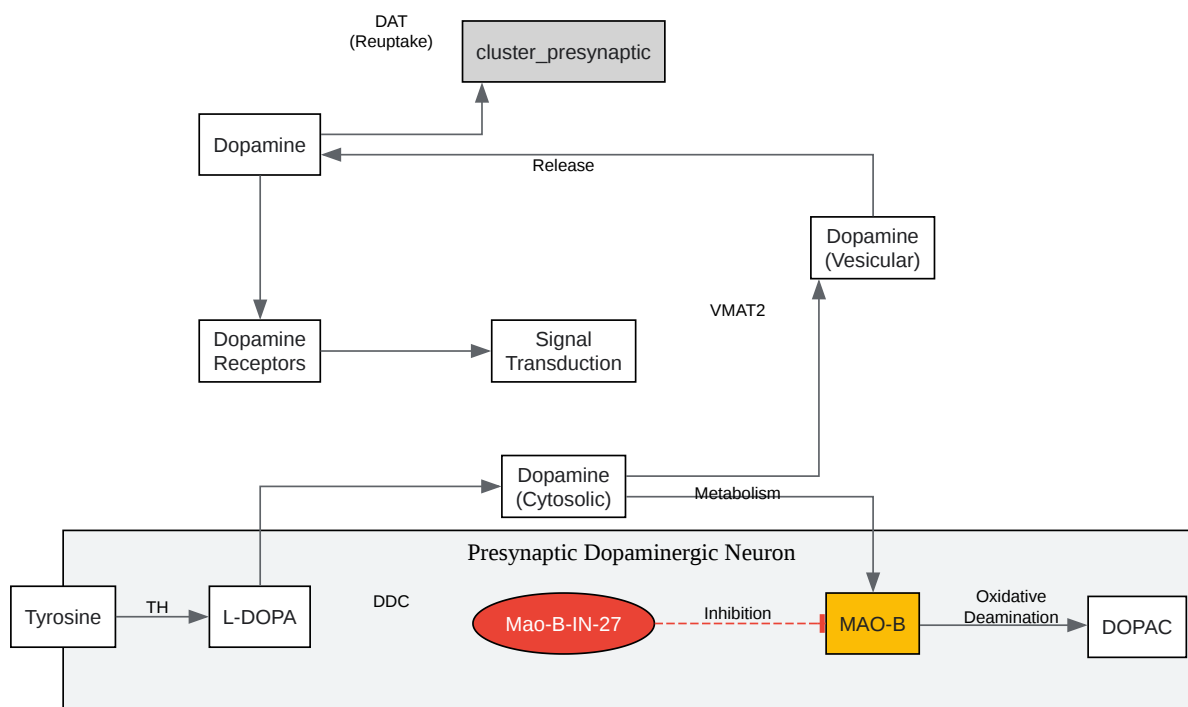 DAT
(Reuptake)
cluster_presynaptic
Dopamine
Release
Dopamine
(Vesicular)
VMAT2
Dopamine
Receptors
Signal
Transduction
Dopamine
(Cytosolic)
Metabolism
Presynaptic Dopaminergic Neuron
Tyrosine
TH
L-DOPA
DDC
Mao-B-IN-27
Inhibition
MAO-B
Oxidative
Deamination
DOPAC